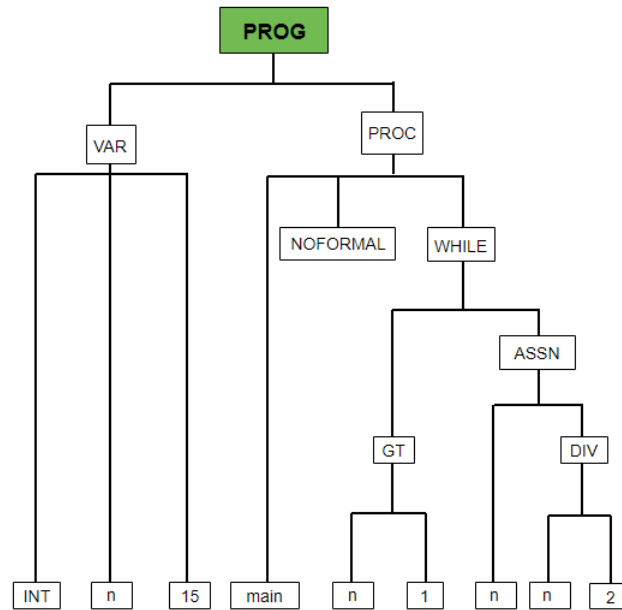 PROG
VAR
PROC
NOFORMAL
WHILE
ASSN
GT
DIV
INT
n
15
main
n
1
n
n
2